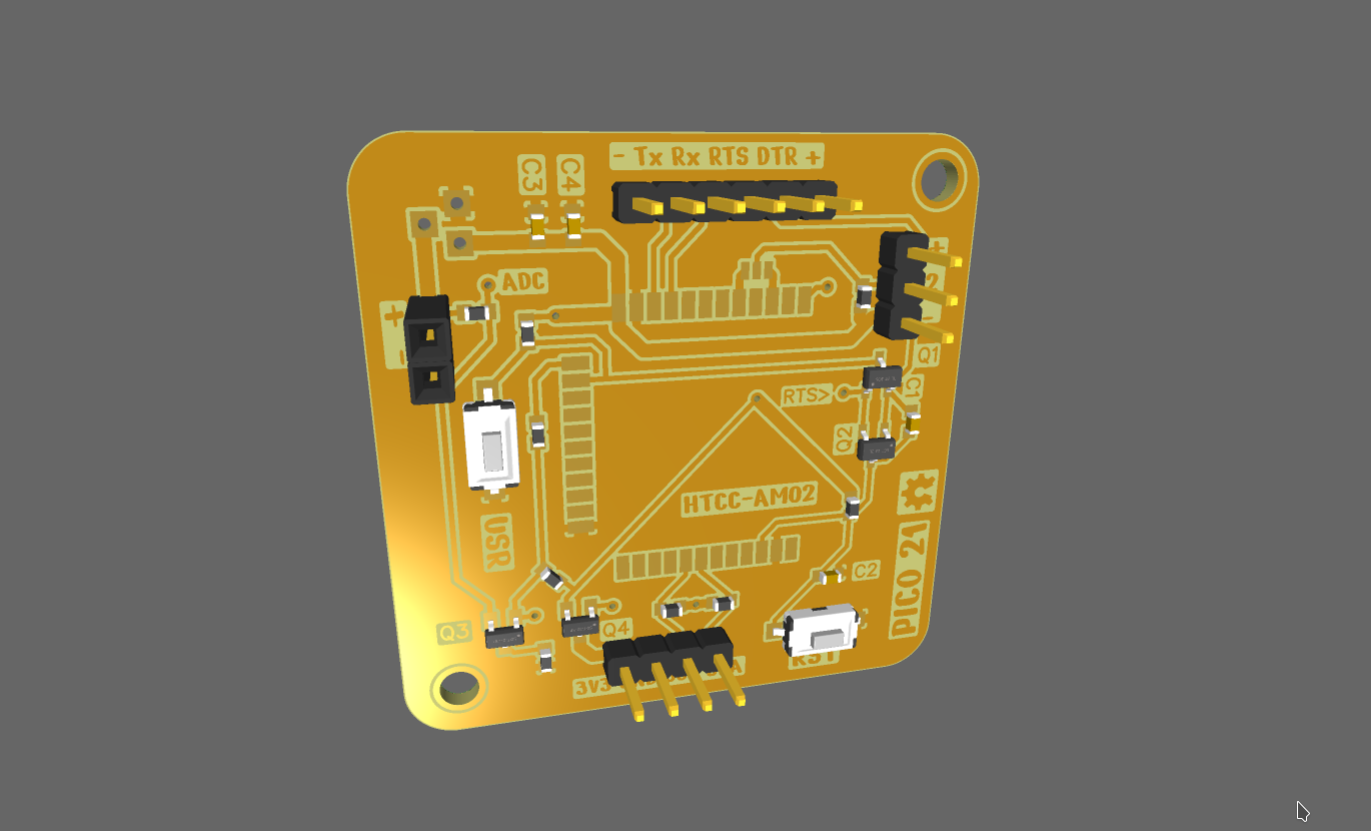 - Tx Rx RTS DTR +
C3
C4
ADC
+
-
+
2
-
Q1
C1
RTS>
Q2
HTCC-AM02
USR
PICO 21
C2
Q3
Q4
RST
3V3
A